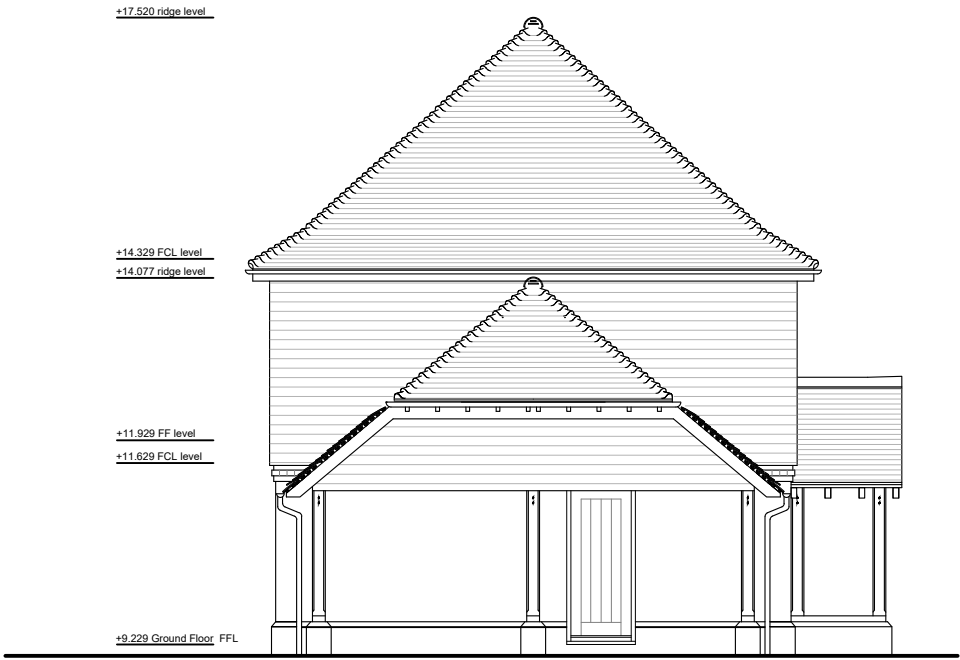 +17.520 ridge level
+14.329 FCL level
+14.077 ridge level
+11.929 FF level
+11.629 FCL level
+9.229 Ground Floor FFL